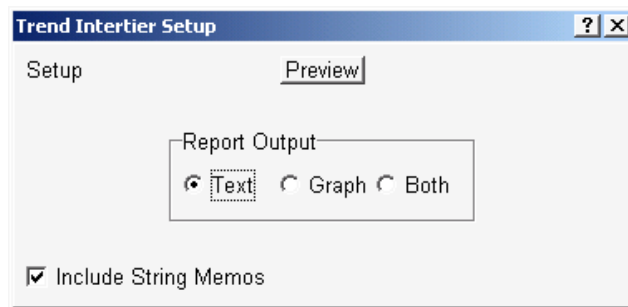 Trend Intertier Setup
Setup Preview
Report Output
Text Graph Both
Include String Memos